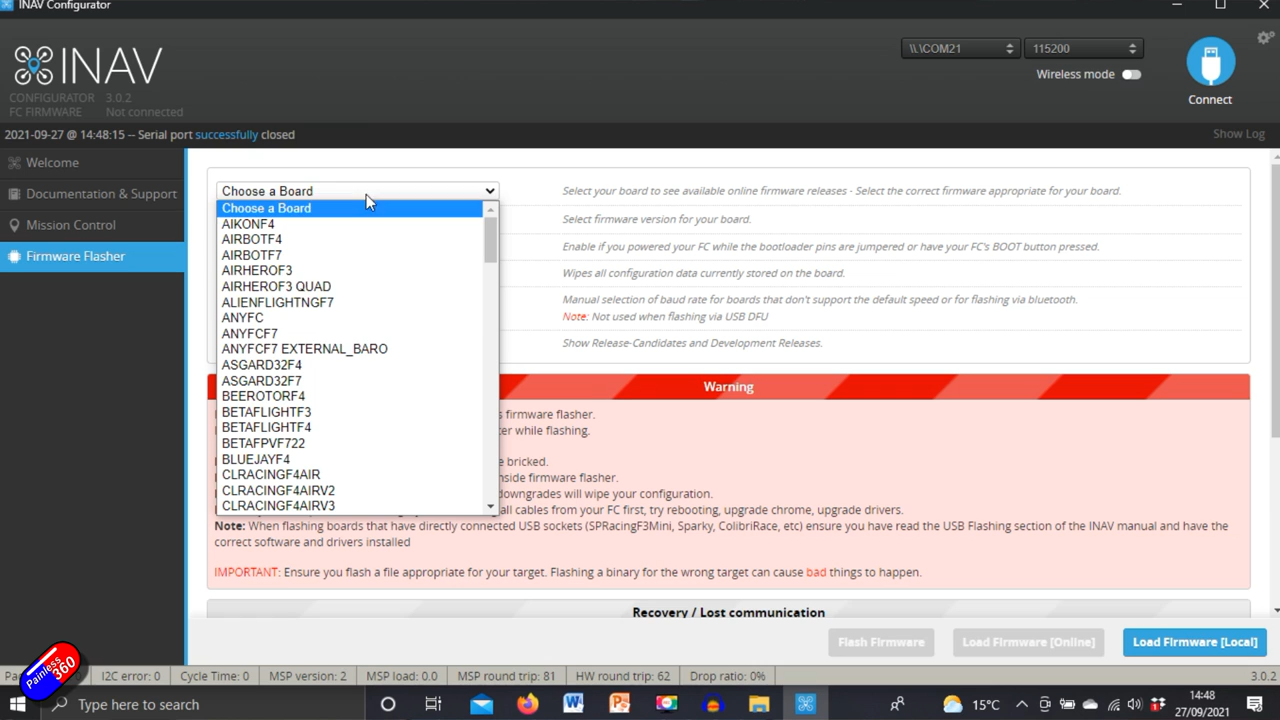 INAV Configurator
INAV
CONFIGURATOR 3.0.2
FC FIRMWARE Not connected
\\.\COM21
115200
Wireless mode
Connect
2021-09-27 @ 14:48:15 -- Serial port successfully closed
Show Log
Welcome
Documentation & Support
Mission Control
Firmware Flasher
Choose a Board
Choose a Board
AIKONF4
AIRBOTF4
AIRBOTF7
AIRHEROF3
AIRHEROF3 QUAD
ALIENFLIGHTNGF7
ANYFC
ANYFCF7
ANYFCF7 EXTERNAL_BARO
ASGARD32F4
ASGARD32F7
BEEROTORF4
BETAFLIGHTF3
BETAFLIGHTF4
BETAFPVF722
BLUEJAYF4
CLRACINGF4AIR
CLRACINGF4AIRV2
CLRACINGF4AIRV3
Select your board to see available online firmware releases - Select the correct firmware appropriate for your board.
Select firmware version for your board.
Enable if you powered your FC while the bootloader pins are jumpered or have your FC's BOOT button pressed.
Wipes all configuration data currently stored on the board.
Manual selection of baud rate for boards that don't support the default speed or for flashing via bluetooth.
Note: Not used when flashing via USB DFU
Show Release-Candidates and Development Releases.
Warning
s firmware flasher.
ter while flashing.
be bricked.
nside firmware flasher.
downgrades will wipe your configuration.
all cables from your FC first, try rebooting, upgrade chrome, upgrade drivers.
Note: When flashing boards that have directly connected USB sockets (SPRacingF3Mini, Sparky, ColibriRace, etc) ensure you have read the USB Flashing section of the INAV manual and have the
correct software and drivers installed
IMPORTANT: Ensure you flash a file appropriate for your target. Flashing a binary for the wrong target can cause bad things to happen.
Recovery / Lost communication
Flash Firmware
Load Firmware [Online]
Load Firmware [Local]
I2C error: 0
Cycle Time: 0
MSP version: 2
MSP load: 0.0
MSP round trip: 81
HW round trip: 62
Drop ratio: 0%
3.0.2
Painless360
Type here to search
15°C
14:48
27/09/2021